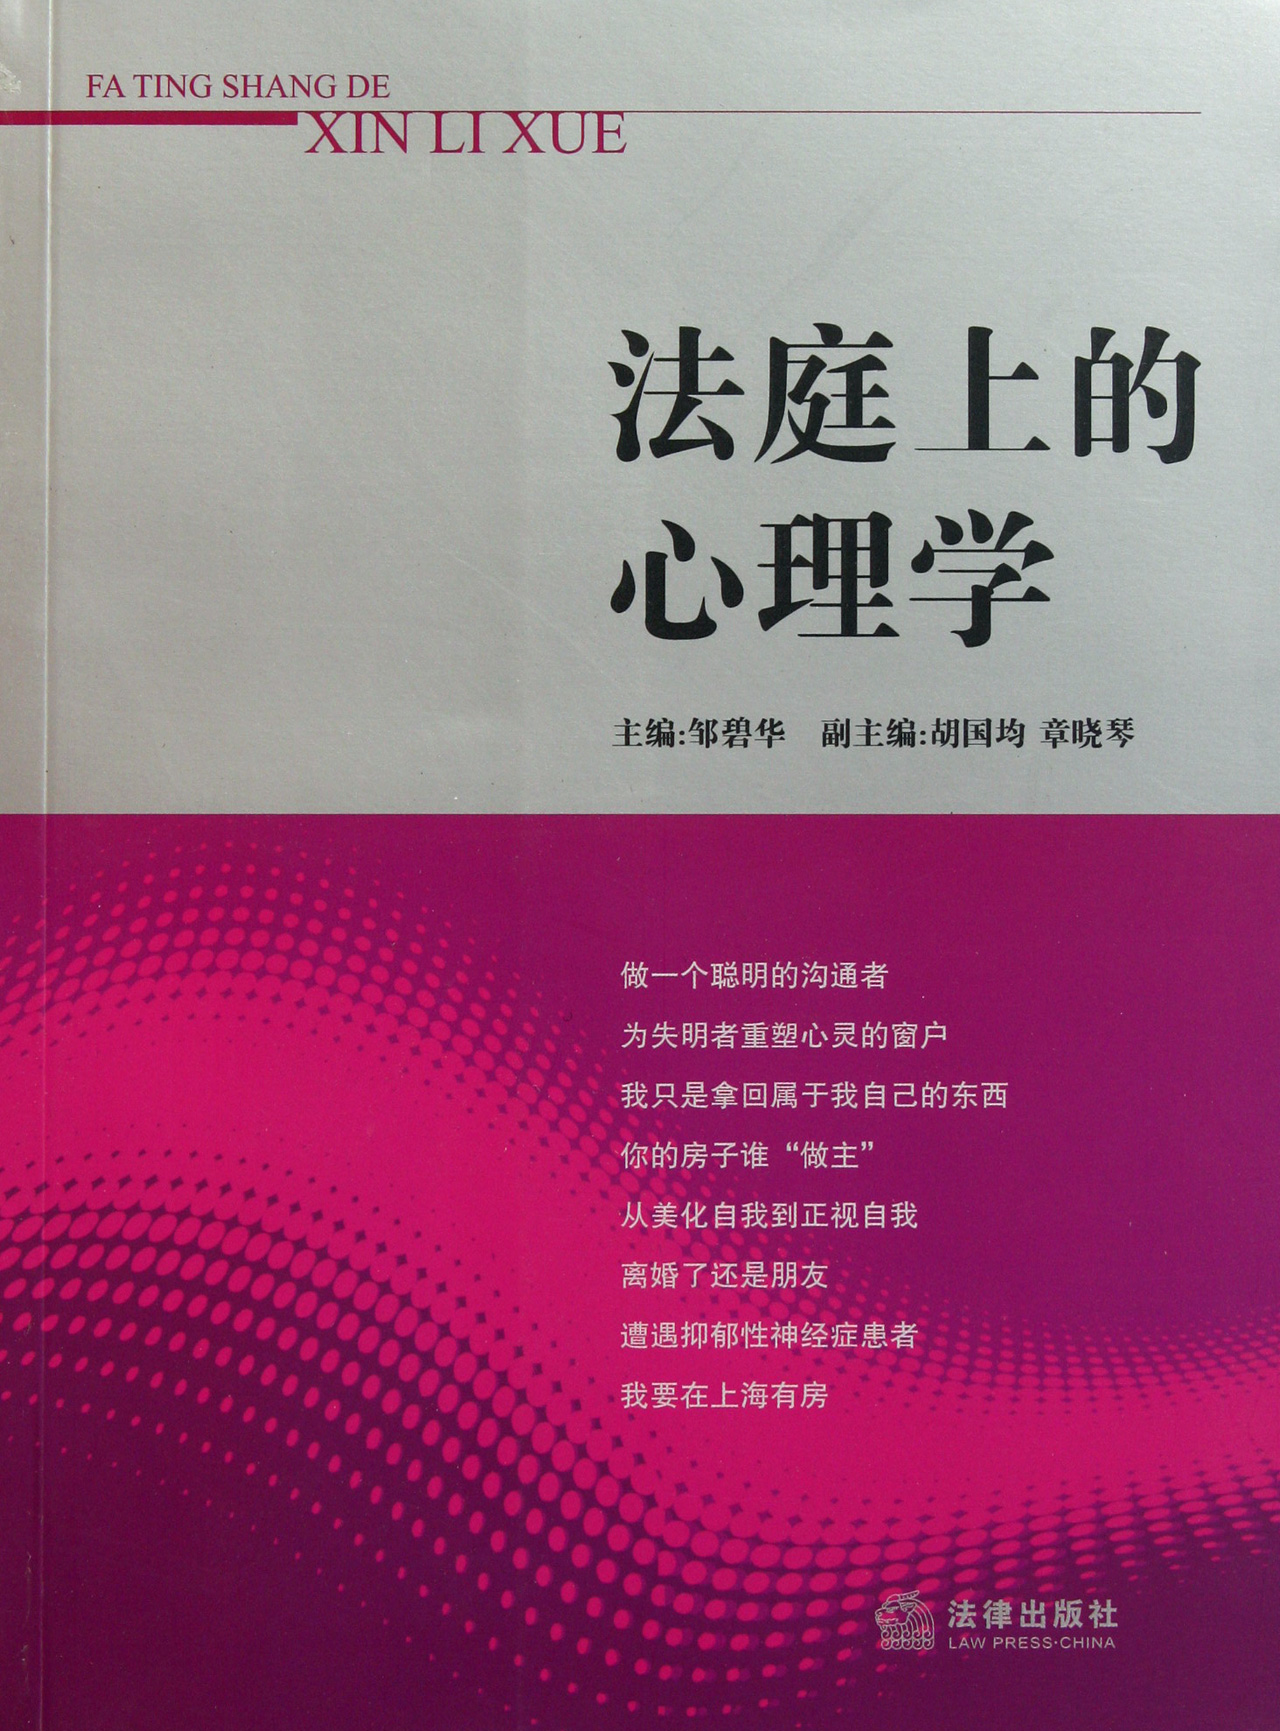 FA TING SHANG DE
XIN LI XUE
法庭上的
心理学
主编:邹碧华　副主编:胡国均 章晓琴
做一个聪明的沟通者
为失明者重塑心灵的窗户
我只是拿回属于我自己的东西
你的房子谁“做主”
从美化自我到正视自我
离婚了还是朋友
遭遇抑郁性神经症患者
我要在上海有房
法律出版社
LAW PRESS·CHINA